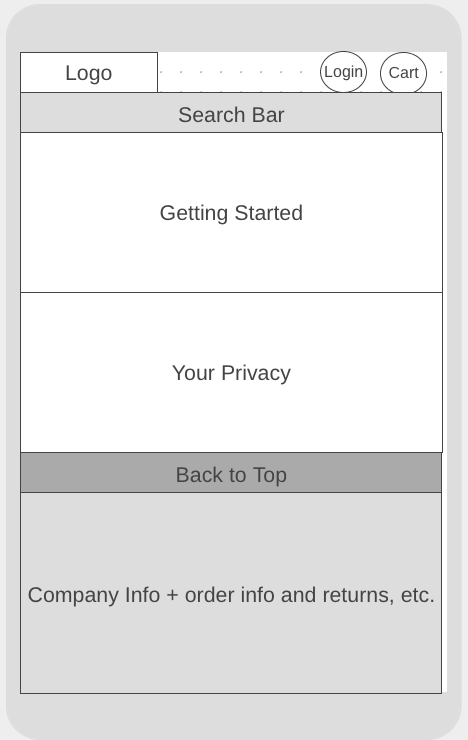 Logo
Login
Cart
Search Bar
Getting Started
Your Privacy
Back to Top
Company Info + order info and returns, etc.